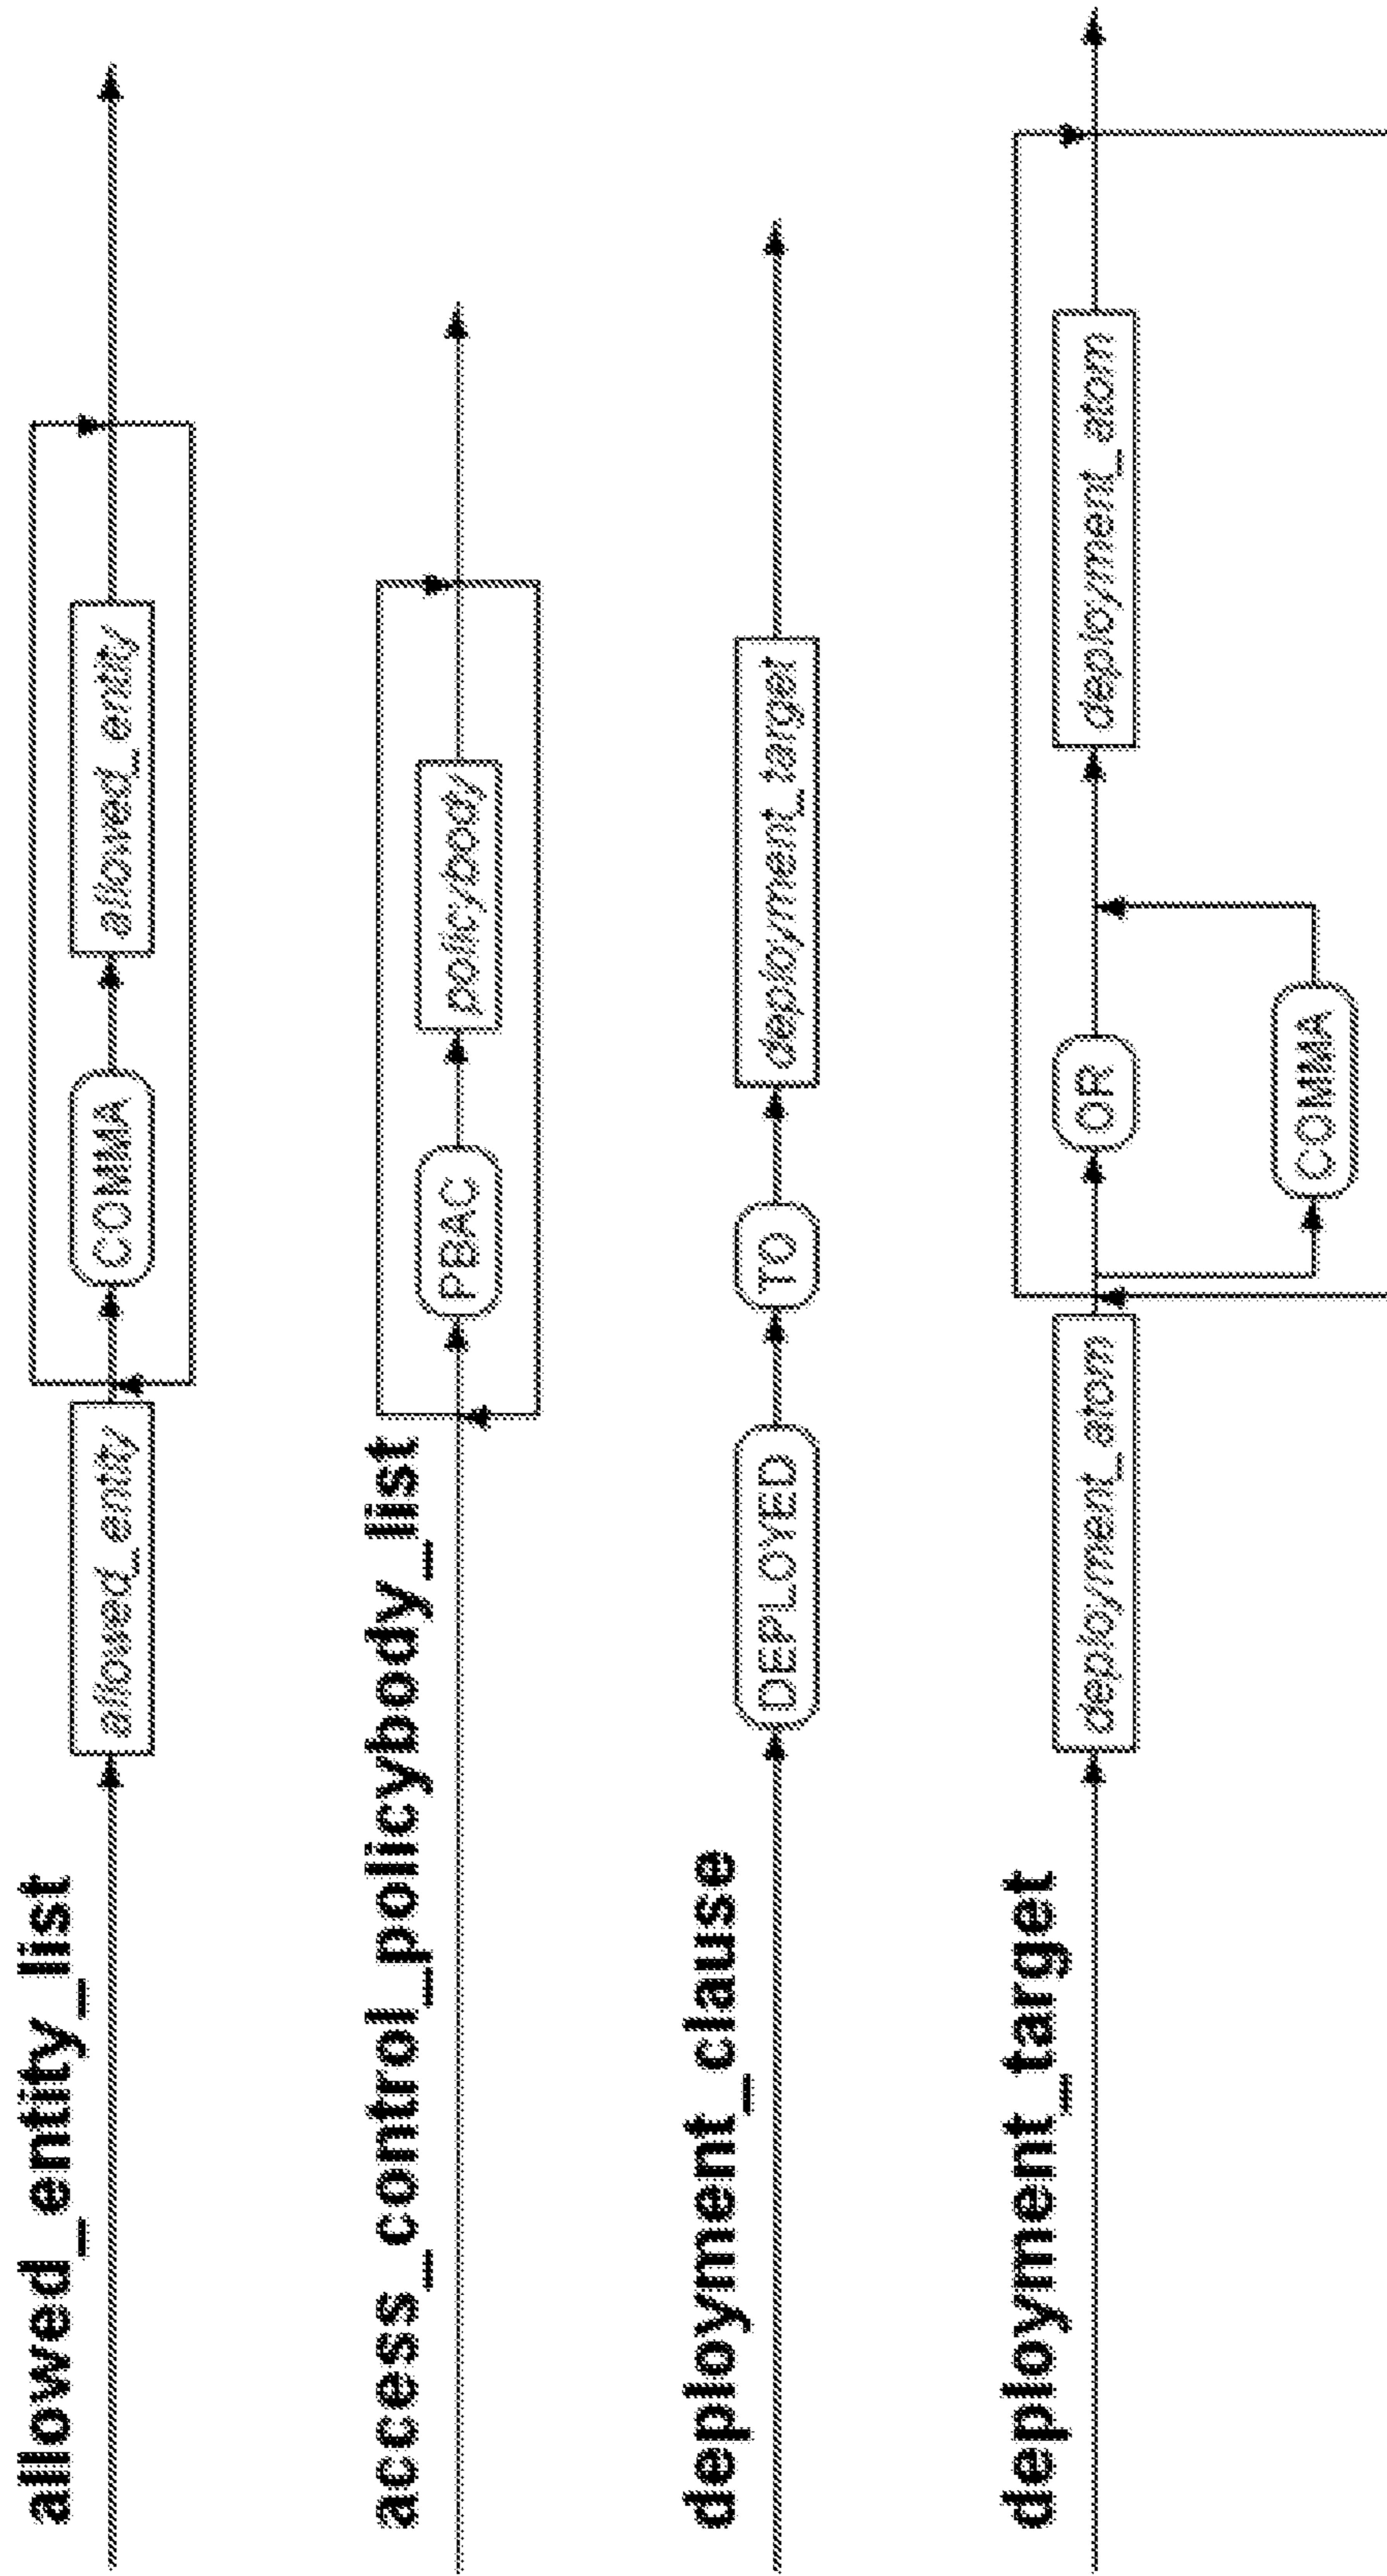 allowed_entity_list
allowed_entity COMMA allowed_entity
access_control_policybody_list
PBAC policybody
deployment_clause
DEPLOYED TO deployment_target
deployment_target
deployment_atom OR deployment_atom
COMMA